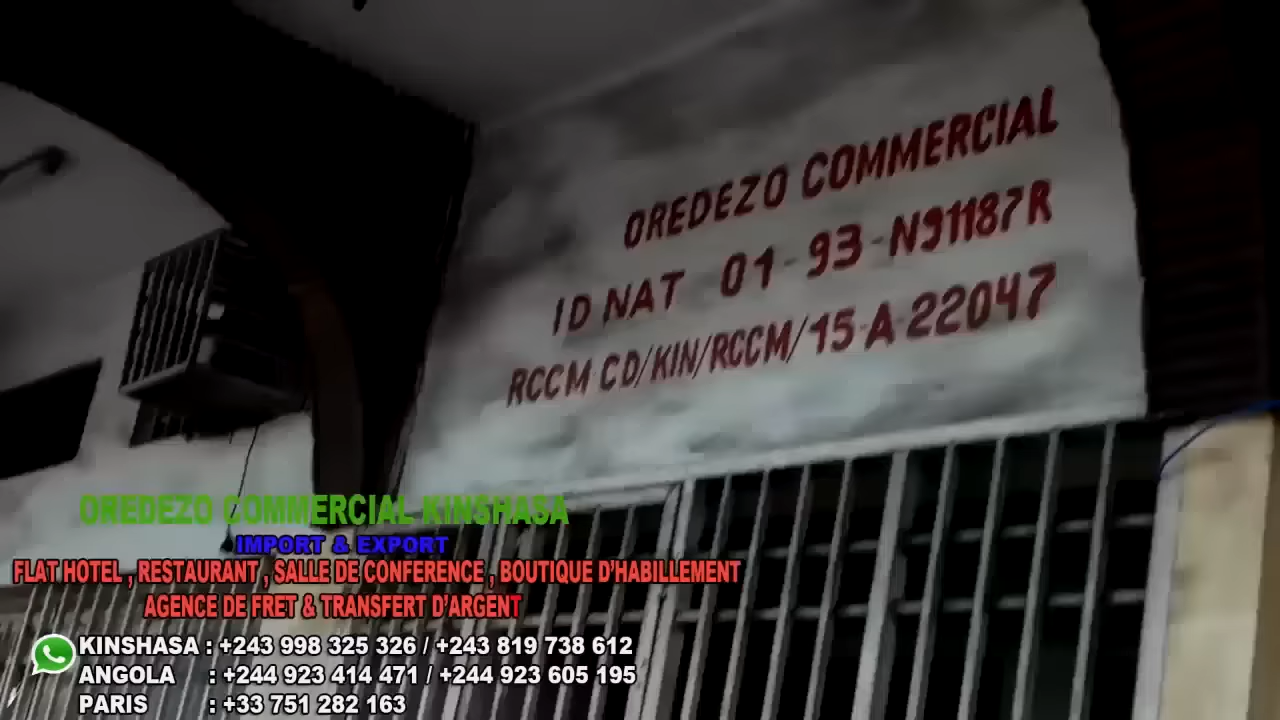 OREDEZO COMMERCIAL
ID NAT 01-93-N91187R
RCCM CD/KIN/RCCM/15-A-22047
OREDEZO COMMERCIAL KINSHASA
IMPORT & EXPORT
FLAT HOTEL , RESTAURANT , SALLE DE CONFERENCE , BOUTIQUE D'HABILLEMENT
AGENCE DE FRET & TRANSFERT D'ARGENT
KINSHASA : +243 998 325 326 / +243 819 738 612
ANGOLA : +244 923 414 471 / +244 923 605 195
PARIS : +33 751 282 163